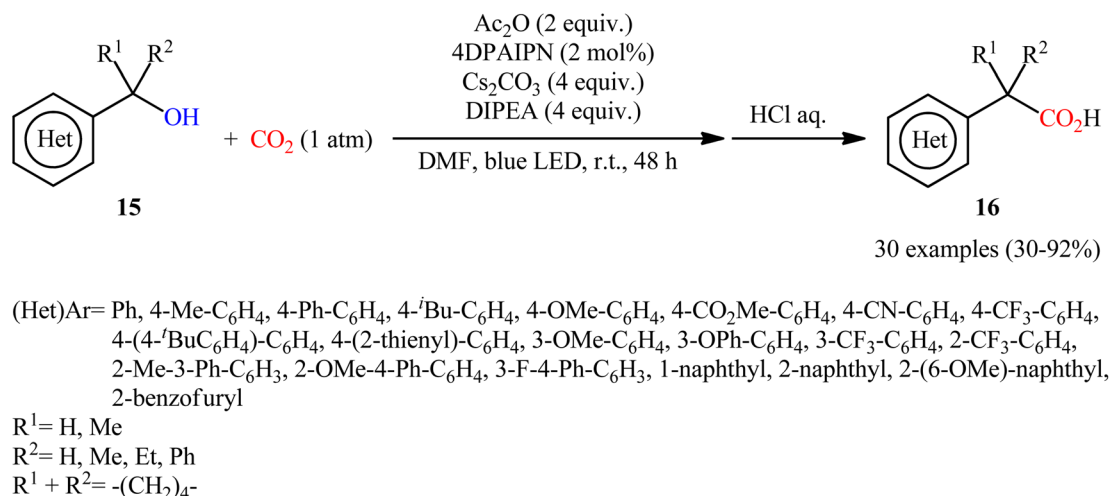 Ac₂O (2 equiv.)
4DPAIPN (2 mol%)
Cs₂CO₃ (4 equiv.)
DIPEA (4 equiv.)
R¹ R²
OH
Het
+ CO₂ (1 atm)
DMF, blue LED, r.t., 48 h
HCl aq.
R¹ R²
CO₂H
Het
15
16
30 examples (30-92%)
(Het)Ar= Ph, 4-Me-C₆H₄, 4-Ph-C₆H₄, 4-ⁱBu-C₆H₄, 4-OMe-C₆H₄, 4-CO₂Me-C₆H₄, 4-CN-C₆H₄, 4-CF₃-C₆H₄,
4-(4-ᵗBuC₆H₄)-C₆H₄, 4-(2-thienyl)-C₆H₄, 3-OMe-C₆H₄, 3-OPh-C₆H₄, 3-CF₃-C₆H₄, 2-CF₃-C₆H₄,
2-Me-3-Ph-C₆H₃, 2-OMe-4-Ph-C₆H₄, 3-F-4-Ph-C₆H₃, 1-naphthyl, 2-naphthyl, 2-(6-OMe)-naphthyl,
2-benzofuryl
R¹= H, Me
R²= H, Me, Et, Ph
R¹ + R²= -(CH₂)₄-